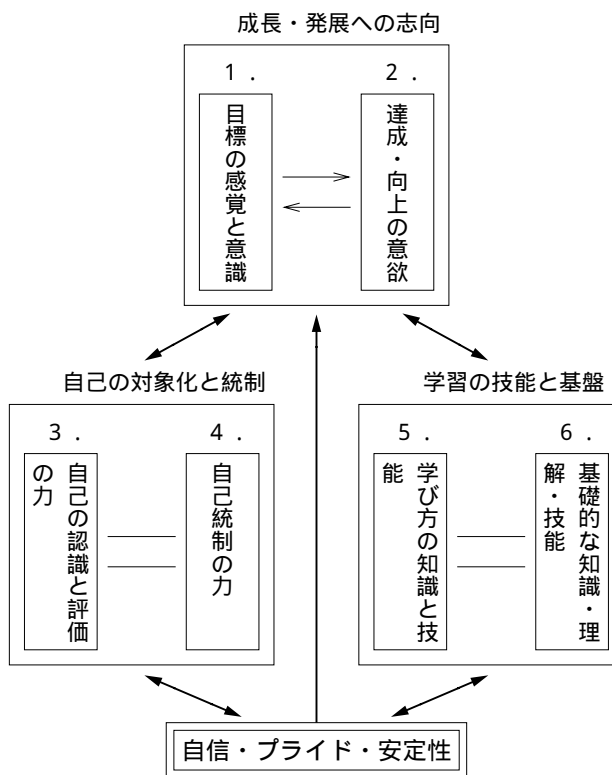 成長・発展への志向
1．
2．
目標の感覚と意識
達成・向上の意欲
自己の対象化と統制
学習の技能と基盤
3．
4．
自己の認識と評価
の力
自己統制の力
5．
6．
学び方の知識と技
能
基礎的な知識・理
解・技能
自信・プライド・安定性